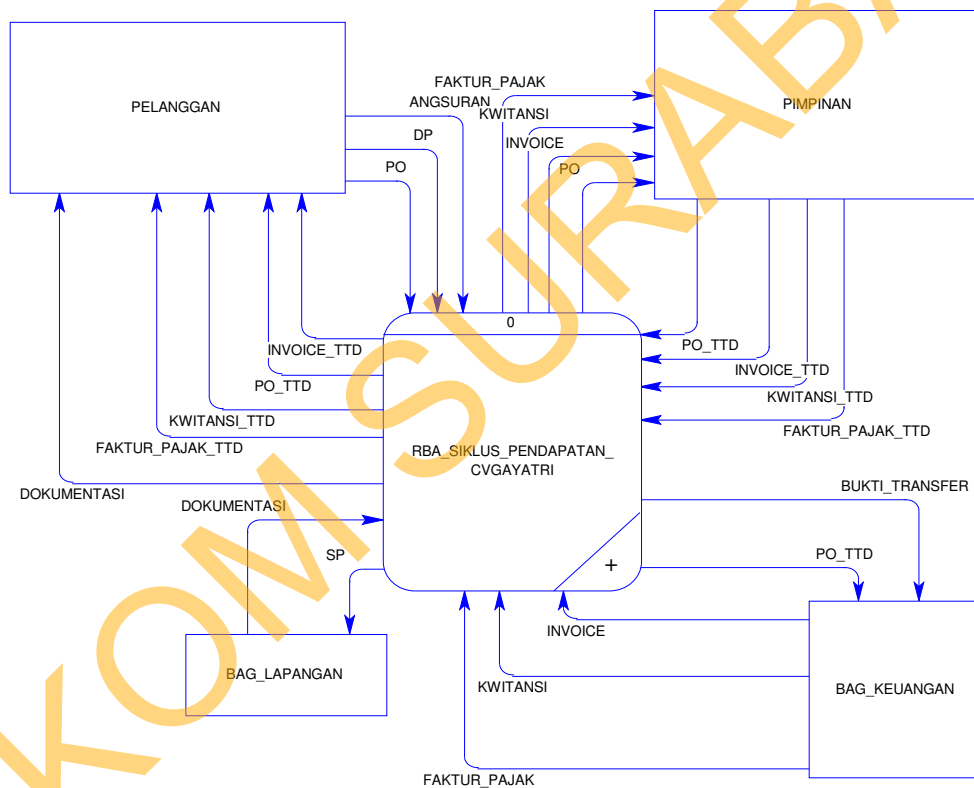 FAKTUR_PAJAK
PELANGGAN
ANGSURAN
KWITANSI
PIMPINAN
DP
INVOICE
PO
PO
0
PO_TTD
INVOICE_TTD
INVOICE_TTD
PO_TTD
KWITANSI_TTD
KWITANSI_TTD
FAKTUR_PAJAK_TTD
FAKTUR_PAJAK_TTD
RBA_SIKLUS_PENDAPATAN_
CVGAYATRI
DOKUMENTASI
DOKUMENTASI
BUKTI_TRANSFER
SP
PO_TTD
+
INVOICE
BAG_LAPANGAN
KWITANSI
BAG_KEUANGAN
FAKTUR_PAJAK
KOM SURABA